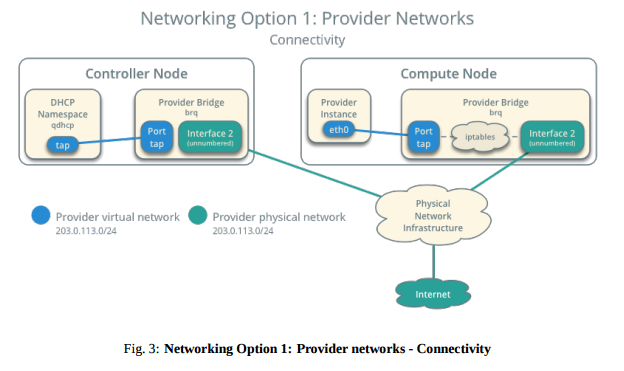 Networking Option 1: Provider Networks
Connectivity
Controller Node
DHCP
Namespace
qdhcp
tap
Provider Bridge
brq
Port
tap
Interface 2
(unnumbered)
Compute Node
Provider
Instance
eth0
Provider Bridge
brq
Port
tap
iptables
Interface 2
(unnumbered)
Provider virtual network
203.0.113.0/24
Provider physical network
203.0.113.0/24
Physical
Network
Infrastructure
Internet
Fig. 3: Networking Option 1: Provider networks - Connectivity